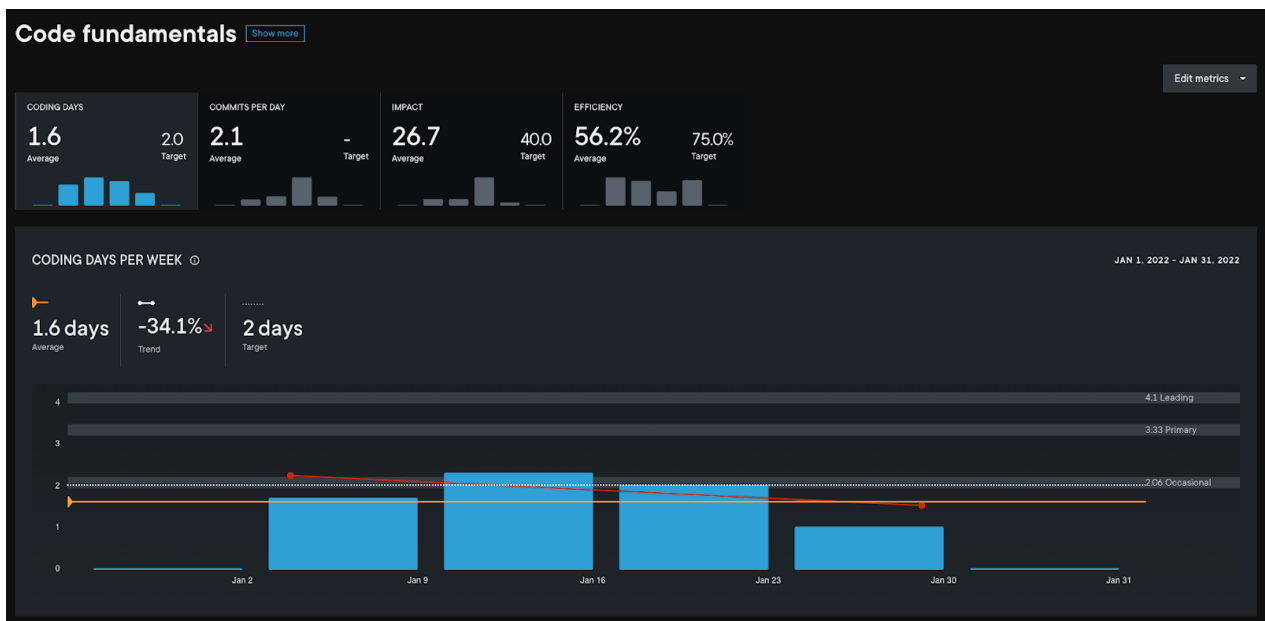 Code fundamentals Show more
Edit metrics
CODING DAYS
1.6 2.0
Average Target
COMMITS PER DAY
2.1 -
Average Target
IMPACT
26.7 40.0
Average Target
EFFICIENCY
56.2% 75.0%
Average Target
CODING DAYS PER WEEK
JAN 1, 2022 - JAN 31, 2022
1.6 days
Average
-34.1%
Trend
2 days
Target
4
4.1 Leading
3.33 Primary
3
2
2.06 Occasional
1
0
Jan 2 Jan 9 Jan 16 Jan 23 Jan 30 Jan 31